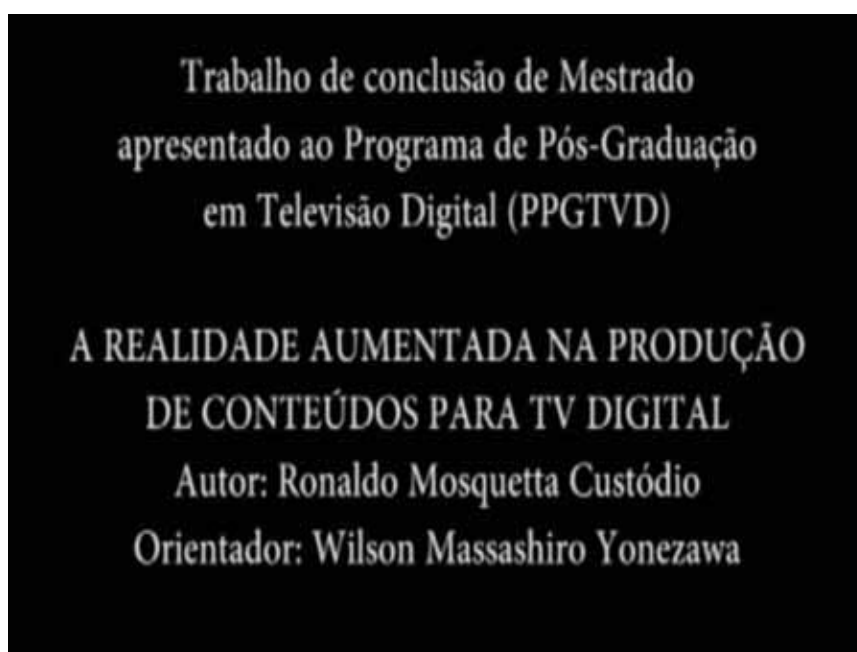 Trabalho de conclusão de Mestrado
apresentado ao Programa de Pós-Graduação
em Televisão Digital (PPGTVD)
A REALIDADE AUMENTADA NA PRODUÇÃO
DE CONTEÚDOS PARA TV DIGITAL
Autor: Ronaldo Mosquetta Custódio
Orientador: Wilson Massashiro Yonezawa